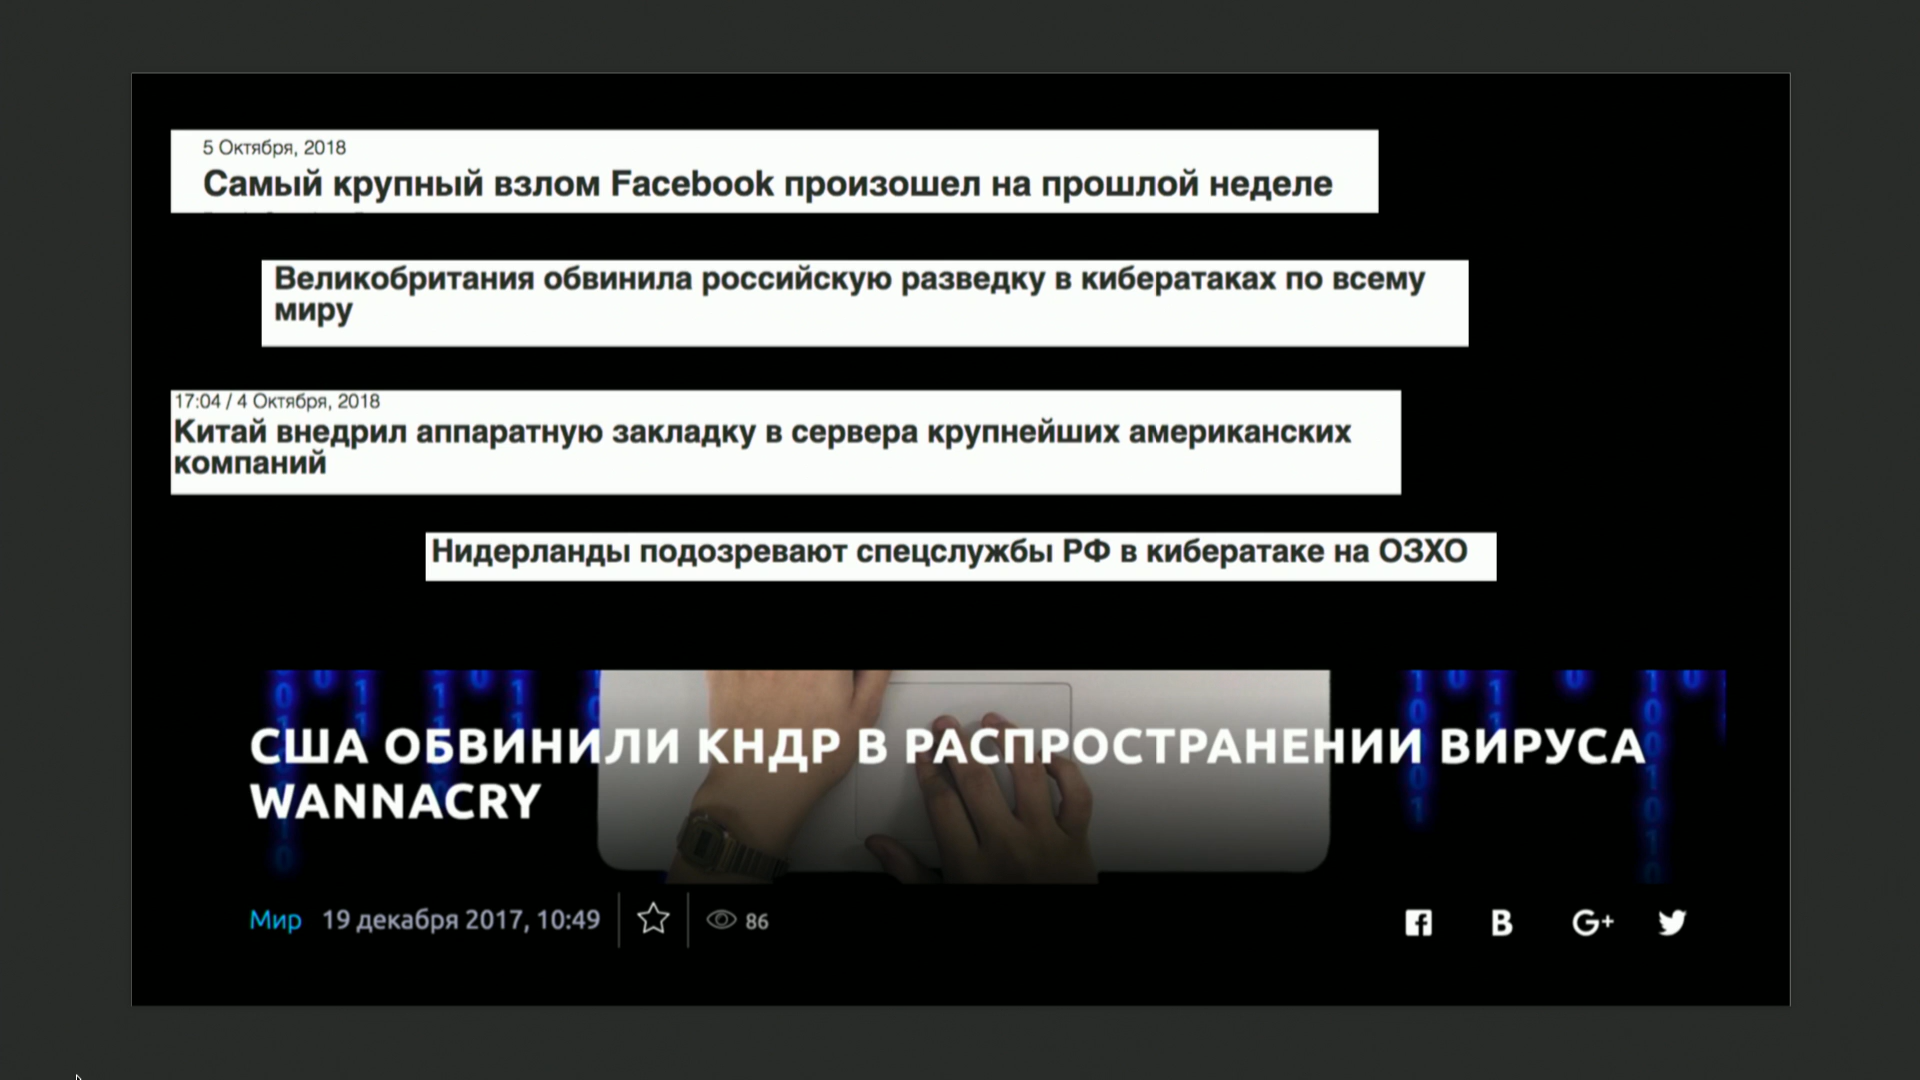 5 Октября, 2018
Самый крупный взлом Facebook произошел на прошлой неделе
Великобритания обвинила российскую разведку в кибератаках по всему
миру
17:04 / 4 Октября, 2018
Китай внедрил аппаратную закладку в сервера крупнейших американских
компаний
Нидерланды подозревают спецслужбы РФ в кибератаке на ОЗХО
США ОБВИНИЛИ КНДР В РАСПРОСТРАНЕНИИ ВИРУСА
WANNACRY
Мир 19 декабря 2017, 10:49 86